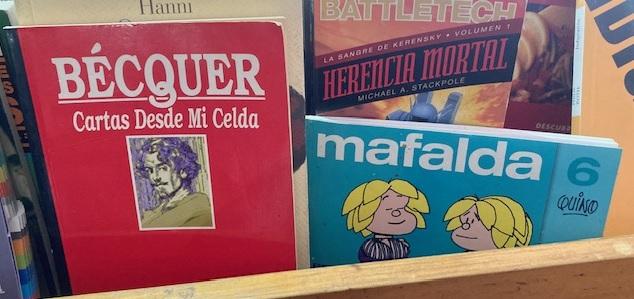 Hanni
BÉCQUER
Cartas Desde Mi Celda
BATTLETECH
LA SANGRE DE KERENSKY • VOLUMEN 1
HERENCIA MORTAL
MICHAEL A. STACKPOLE
DESCUBR
mafalda
6
QUINO